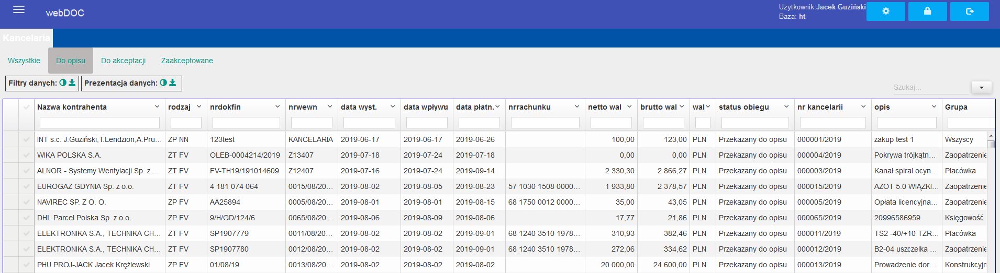 webDOC
Użytkownik:Jacek Guziński
Baza: ht
Kancelaria
Wszystkie Do opisu Do akceptacji Zaakceptowane
Filtry danych: Prezentacja danych:
Szukaj...
Nazwa kontrahenta rodzaj nrdokfin nrwewn data wyst. data wpływu data płatn. nrrachunku netto wal brutto wal wal status obiegu nr kancelarii opis Grupa
INT s.c. J.Guziński,T.Lendzion,A.Pru... ZP NN 123test KANCELARIA 2019-06-17 2019-06-17 2019-06-26 100,00 123,00 PLN Przekazany do opisu 000001/2019 zakup test 1 Wszyscy
WIKA POLSKA S.A. ZT FV OLEB-0004214/2019 Z13407 2019-07-18 2019-07-24 2019-07-18 0,00 0,00 PLN Przekazany do opisu 000004/2019 Pokrywa trójkątn... Zaopatrzenie
ALNOR - Systemy Wentylacji Sp. z ... ZT FV FV-TH19/191014609 Z12407 2019-07-16 2019-07-24 2019-09-14 2 330,30 2 866,27 PLN Przekazany do opisu 000003/2019 Kanał spiral ocyn... Placówka
EUROGAZ GDYNIA Sp. z o.o. ZT FV 4 181 074 064 0015/08/20... 2019-08-02 2019-08-05 2019-08-23 57 1030 1508 0000... 1 933,80 2 378,57 PLN Przekazany do opisu 000015/2019 AZOT 5.0 WIĄZKI... Zaopatrzenie
NAVIREC SP. Z O. O. ZP FV AA25894 0005/08/20... 2019-08-01 2019-08-01 2019-08-15 68 1750 0012 0000... 35,00 43,05 PLN Przekazany do opisu 000005/2019 Opłata licencyjna... Zaopatrzenie
DHL Parcel Polska Sp. z o.o. ZP FV 9/H/GD/124/6 0065/08/20... 2019-08-06 2019-08-09 2019-08-06 17,77 21,86 PLN Przekazany do opisu 000065/2019 20996586959 Księgowość
ELEKTRONIKA S.A., TECHNIKA CH... ZT FV SP1907779 0011/08/20... 2019-08-02 2019-08-02 2019-09-01 68 1240 3510 1978... 310,93 382,46 PLN Przekazany do opisu 000011/2019 TS2 -40/+10 TZR... Placówka
ELEKTRONIKA S.A., TECHNIKA CH... ZT FV SP1907780 0012/08/20... 2019-08-02 2019-08-02 2019-09-01 68 1240 3510 1978... 272,06 334,62 PLN Przekazany do opisu 000012/2019 B2-04 uszczelka ... Zaopatrzenie
PHU PROJ-JACK Jacek Krężlewski ZP FV 01/08/19 0013/08/20... 2019-08-02 2019-08-02 2019-08-02 20 000,00 24 600,00 PLN Przekazany do opisu 000013/2019 Prowadzenie dor... Konstrukcyjn